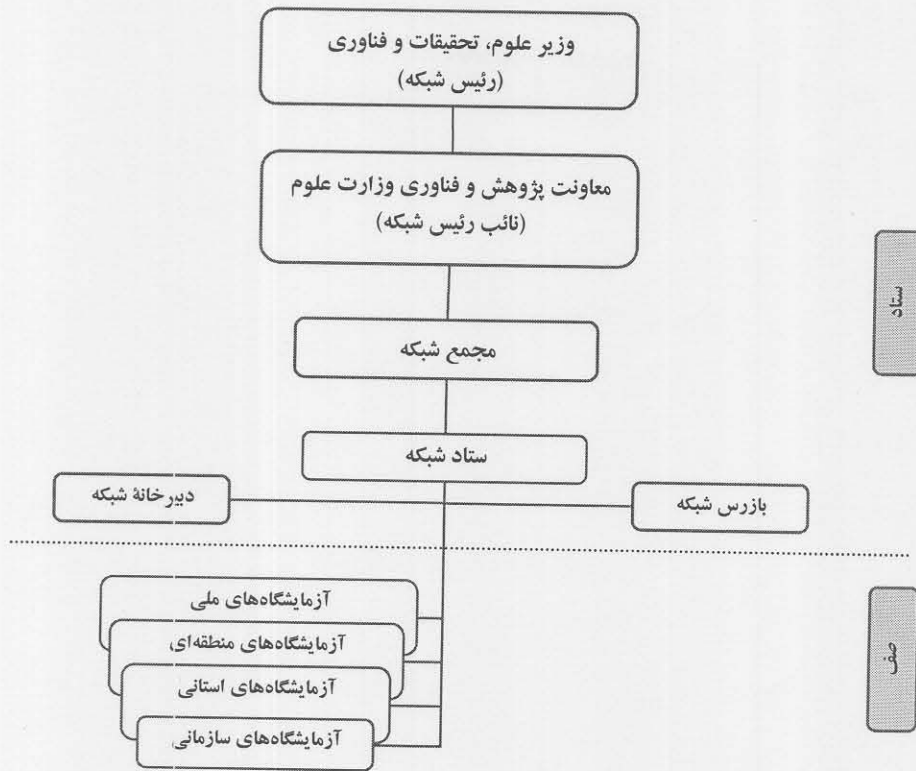 وزیر علوم، تحقیقات و فناوری
(رئیس شبکه)
معاونت پژوهش و فناوری وزارت علوم
(نائب رئیس شبکه)
ستاد
مجمع شبکه
ستاد شبکه
بازرس شبکه
دبیرخانۀ شبکه
آزمایشگاه‌های ملی
آزمایشگاه‌های منطقه‌ای
صف
آزمایشگاه‌های استانی
آزمایشگاه‌های سازمانی